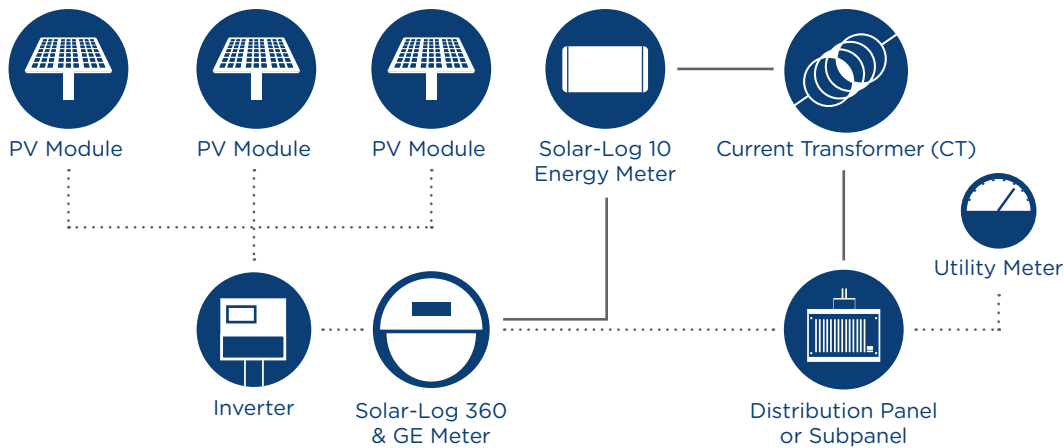 PV Module
PV Module
PV Module
Solar-Log 10
Energy Meter
Current Transformer (CT)
Utility Meter
Inverter
Solar-Log 360
& GE Meter
Distribution Panel
or Subpanel